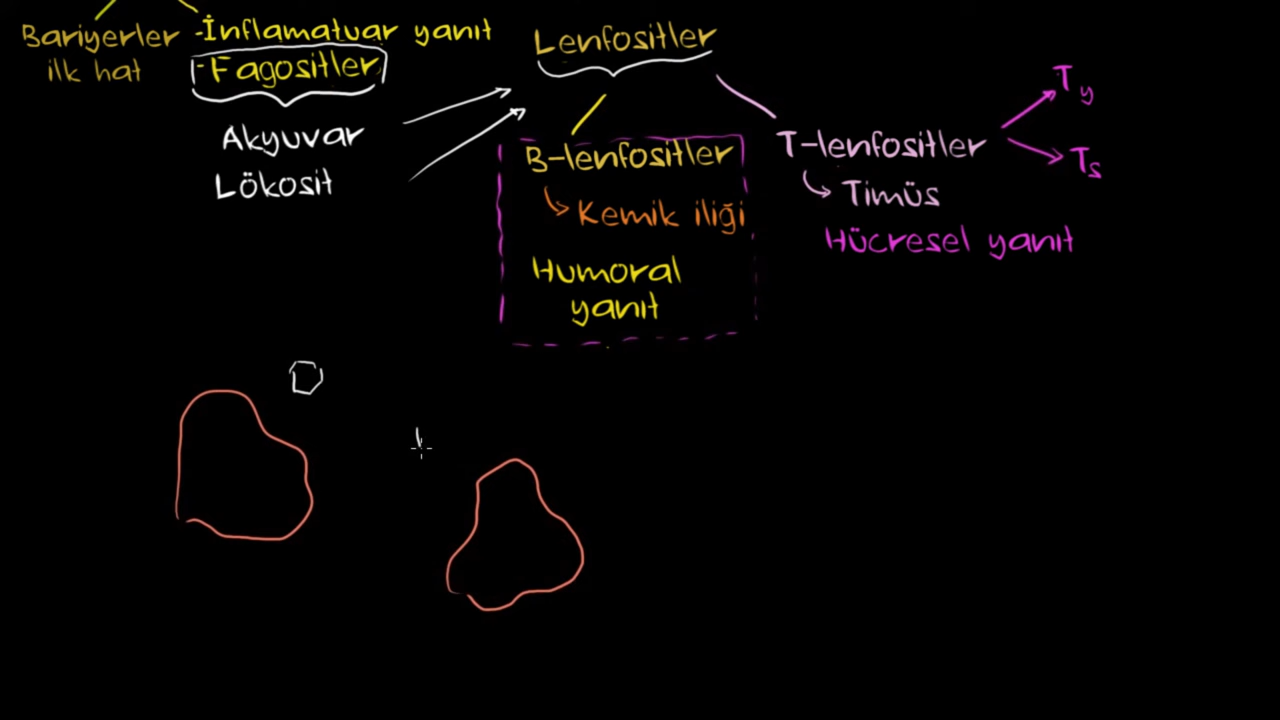 Bariyerler
ilk hat
-İnflamatuar yanıt
-Fagositler
Akyuvar
Lökosit
Lenfositler
B-lenfositler
Kemik iliği
Humoral
yanıt
T-lenfositler
Timüs
Hücresel yanıt
Ty
Ts